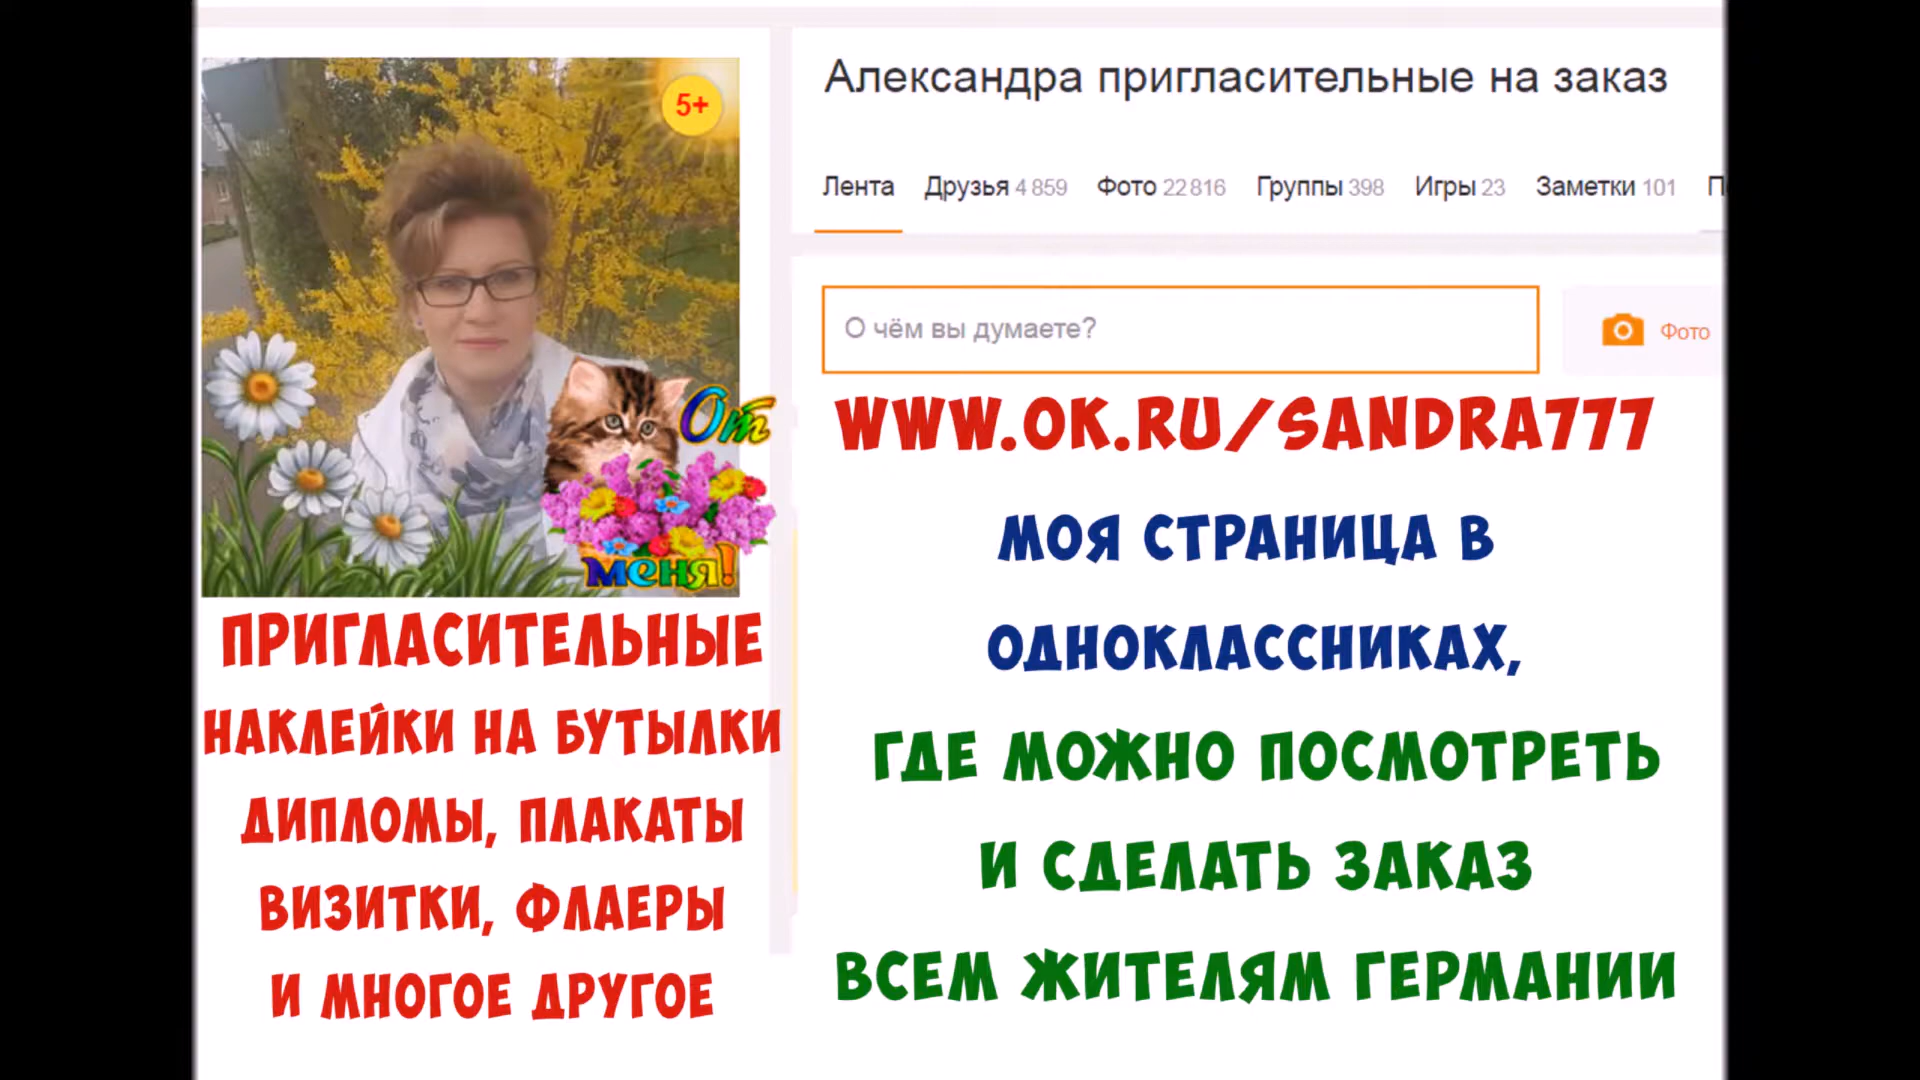 5+
От
меня!
ПРИГЛАСИТЕЛЬНЫЕ
НАКЛЕЙКИ НА БУТЫЛКИ
ДИПЛОМЫ, ПЛАКАТЫ
ВИЗИТКИ, ФЛАЕРЫ
И МНОГОЕ ДРУГОЕ
Александра пригласительные на заказ
Лента Друзья 4 859 Фото 22 816 Группы 398 Игры 23 Заметки 101
О чём вы думаете?
Фото
WWW.OK.RU/SANDRA777
МОЯ СТРАНИЦА В
ОДНОКЛАССНИКАХ,
ГДЕ МОЖНО ПОСМОТРЕТЬ
И СДЕЛАТЬ ЗАКАЗ
ВСЕМ ЖИТЕЛЯМ ГЕРМАНИИ